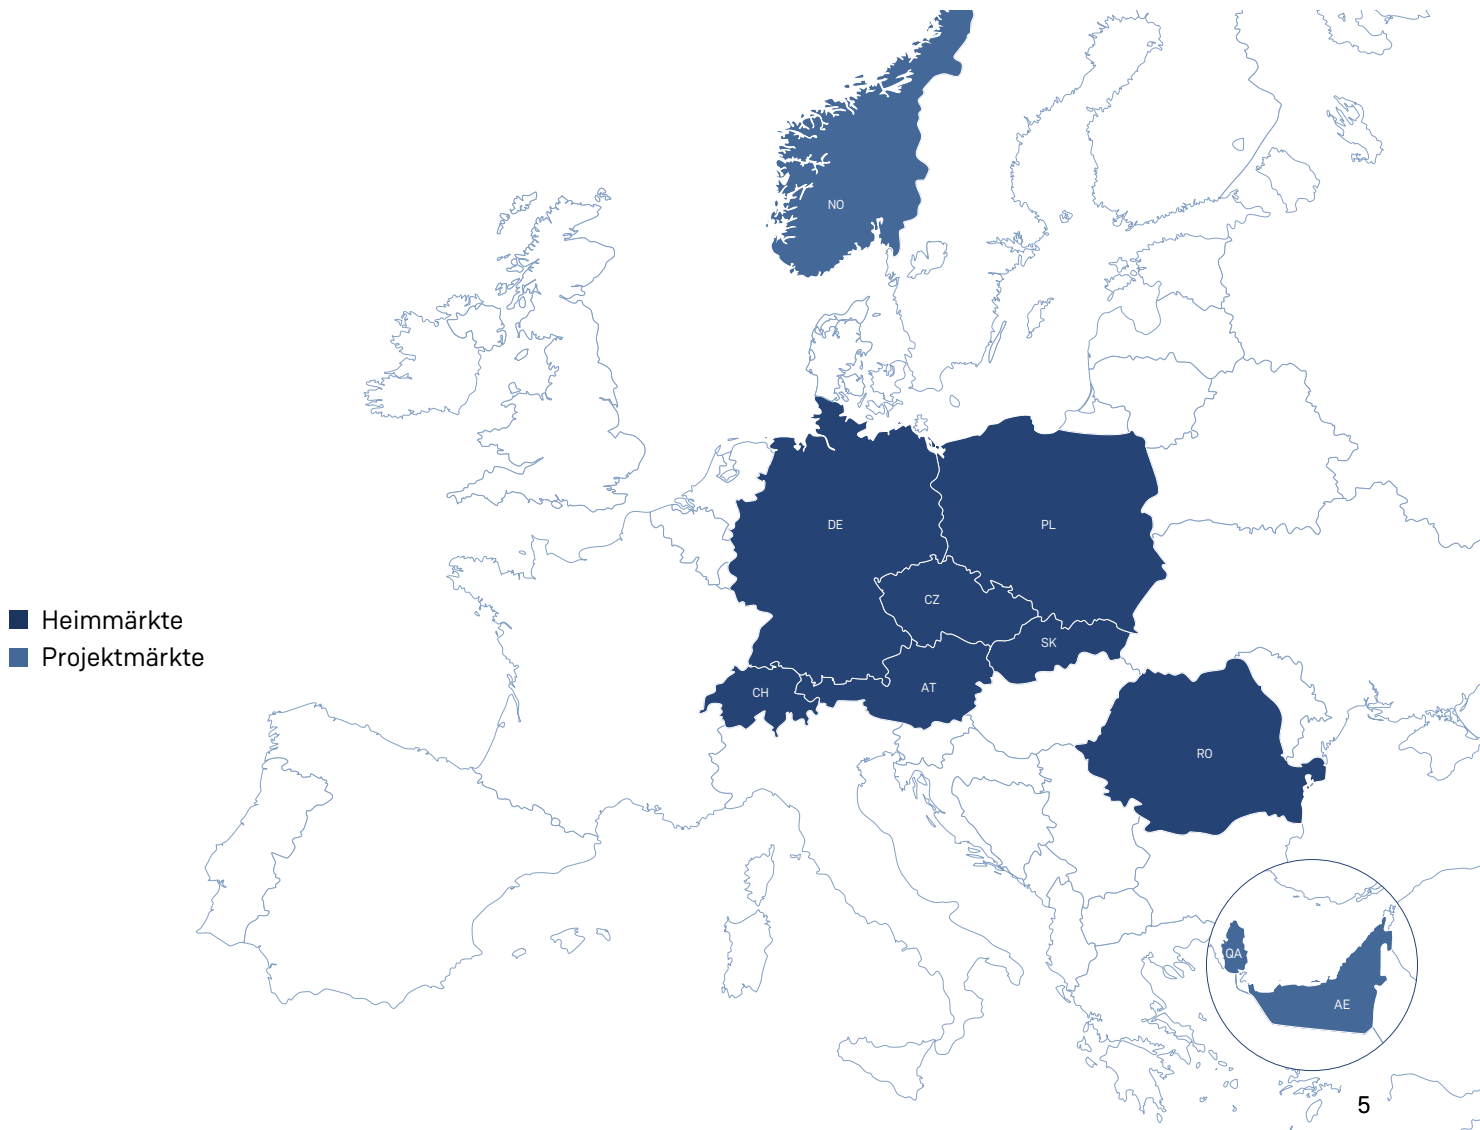 NO
DE
PL
CZ
Heimmärkte
SK
Projektmärkte
CH
AT
RO
QA
AE
5